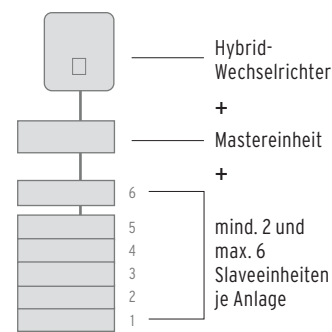 Hybrid-
Wechselrichter
+
Mastereinheit
+
6
5
4
3
2
1
mind. 2 und
max. 6
Slaveeinheiten
je Anlage